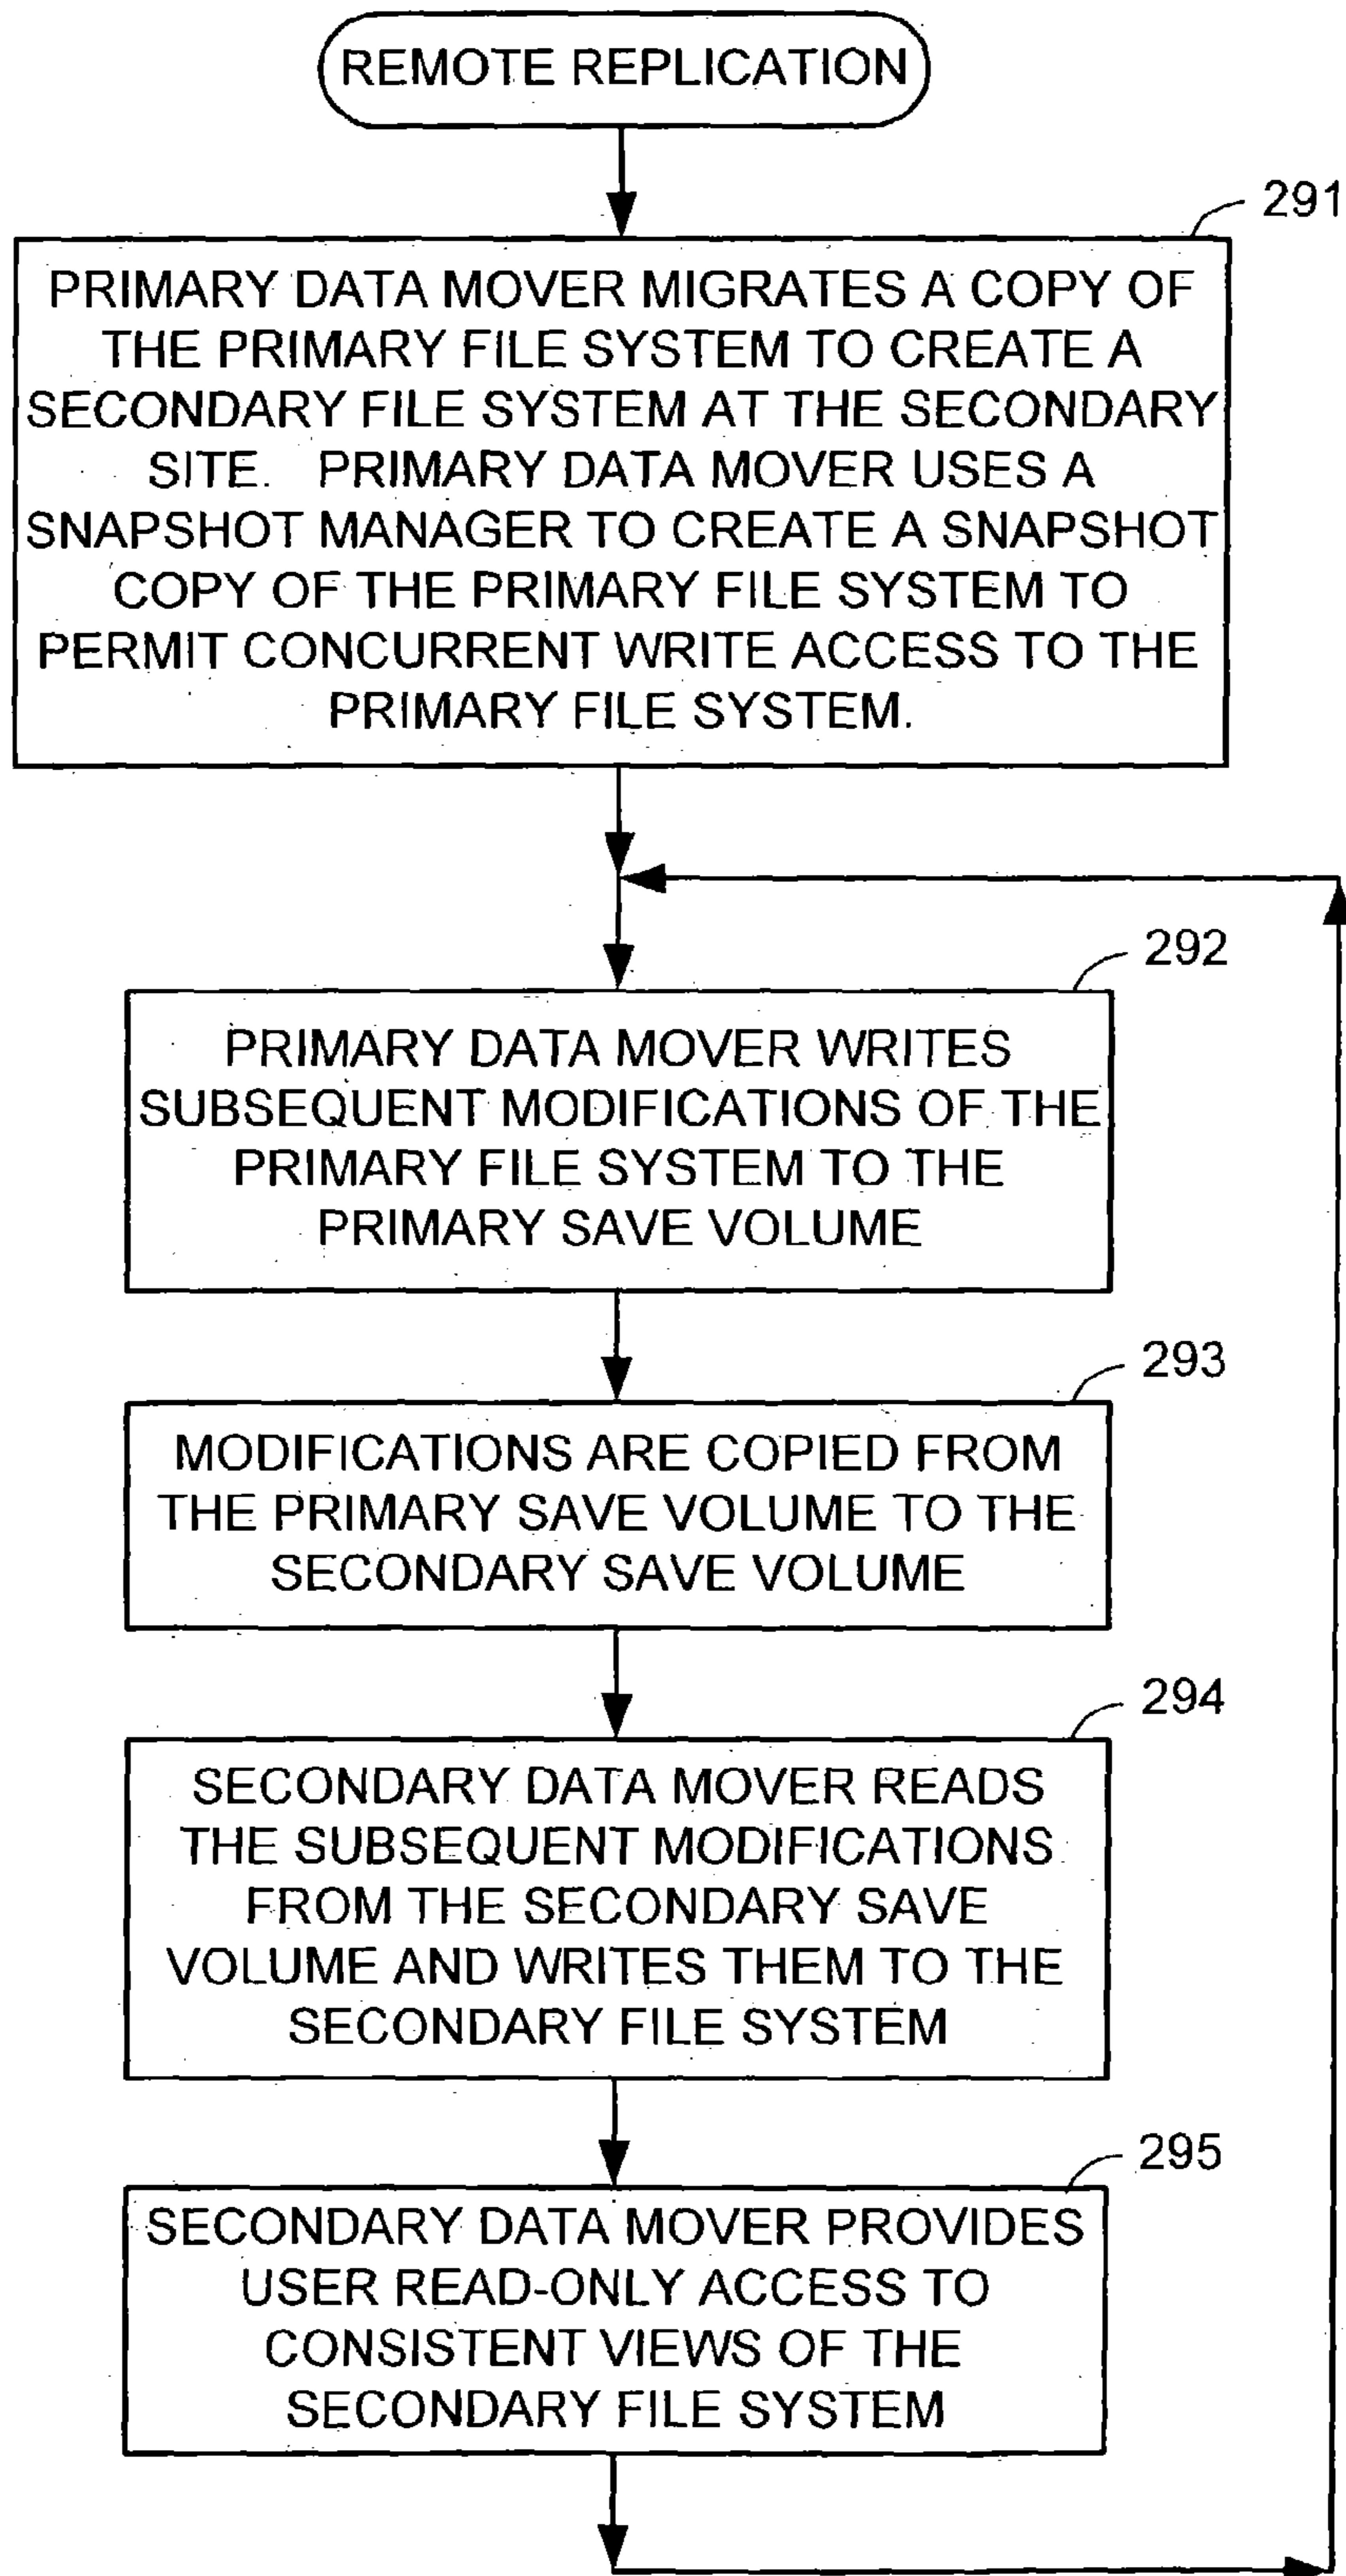 REMOTE REPLICATION
291
PRIMARY DATA MOVER MIGRATES A COPY OF
THE PRIMARY FILE SYSTEM TO CREATE A
SECONDARY FILE SYSTEM AT THE SECONDARY
SITE. PRIMARY DATA MOVER USES A
SNAPSHOT MANAGER TO CREATE A SNAPSHOT
COPY OF THE PRIMARY FILE SYSTEM TO
PERMIT CONCURRENT WRITE ACCESS TO THE
PRIMARY FILE SYSTEM.
292
PRIMARY DATA MOVER WRITES
SUBSEQUENT MODIFICATIONS OF THE
PRIMARY FILE SYSTEM TO THE
PRIMARY SAVE VOLUME
293
MODIFICATIONS ARE COPIED FROM
THE PRIMARY SAVE VOLUME TO THE
SECONDARY SAVE VOLUME
294
SECONDARY DATA MOVER READS
THE SUBSEQUENT MODIFICATIONS
FROM THE SECONDARY SAVE
VOLUME AND WRITES THEM TO THE
SECONDARY FILE SYSTEM
295
SECONDARY DATA MOVER PROVIDES
USER READ-ONLY ACCESS TO
CONSISTENT VIEWS OF THE
SECONDARY FILE SYSTEM